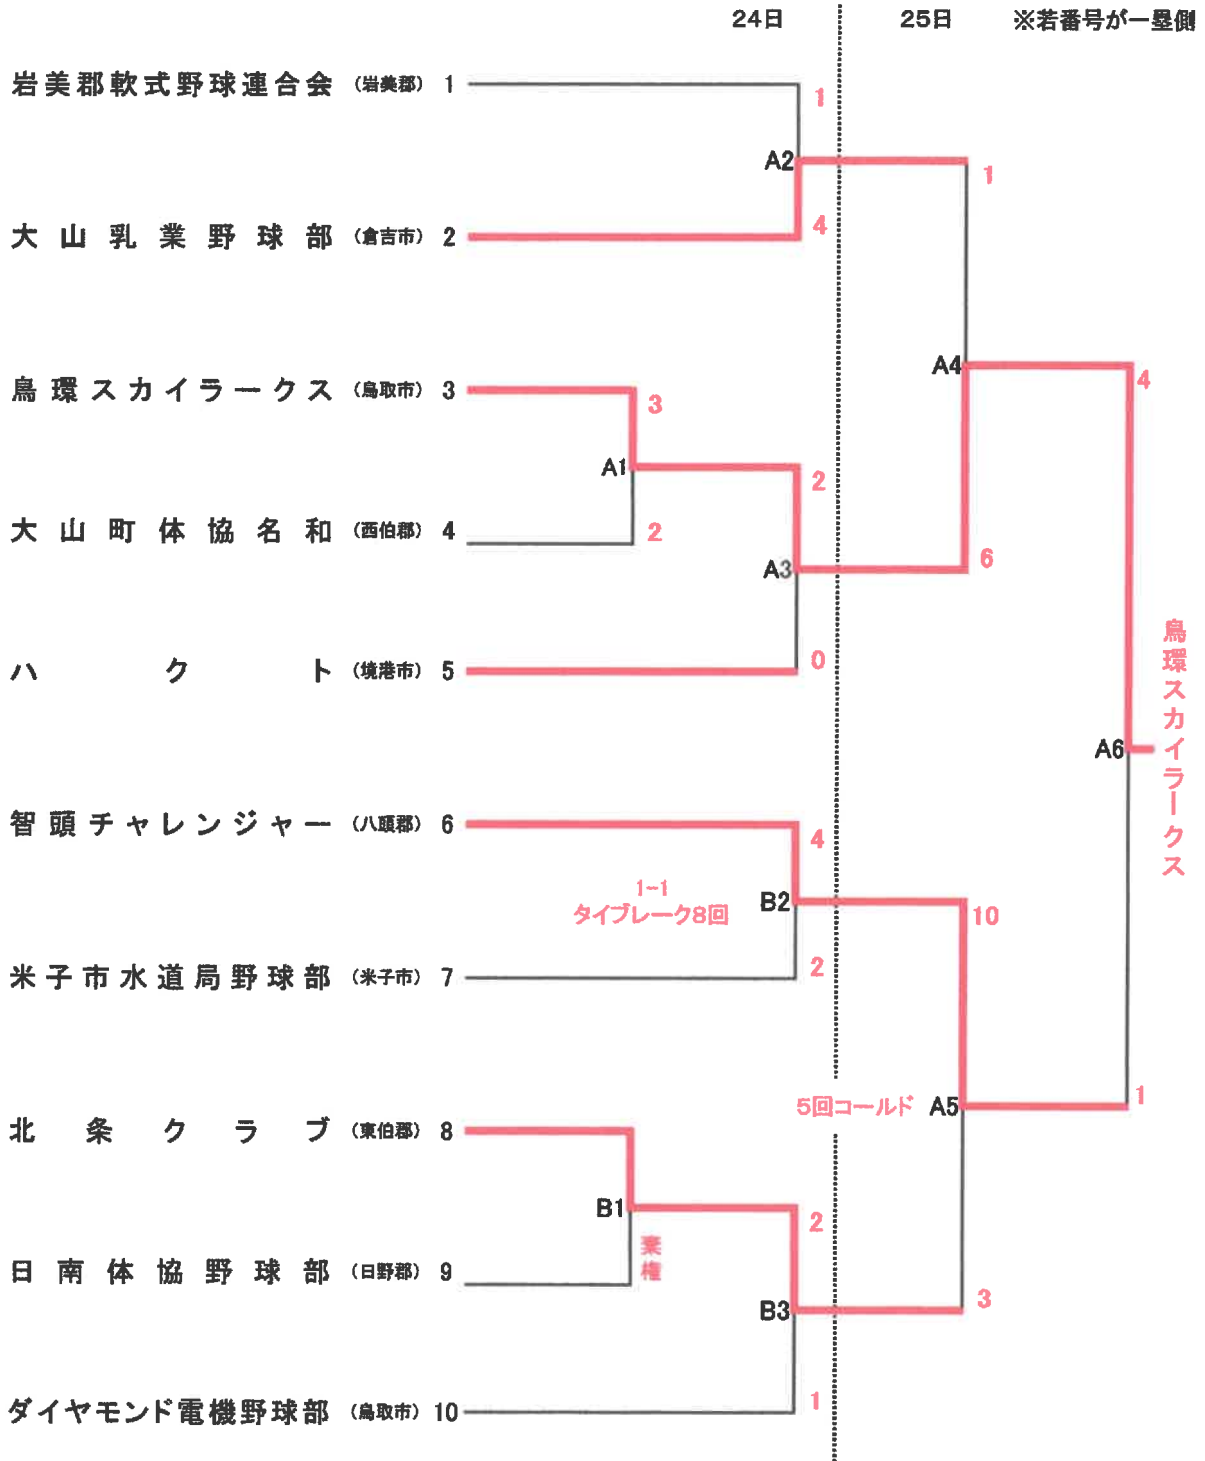 24日 25日 ※若番号が一塁側
岩美郡軟式野球連合会 (岩美郡) 1
1
A2
1
大山乳業野球部 (倉吉市) 2
4
A4
4
鳥環スカイラークス (鳥取市) 3
3
A1
2
大山町体協名和 (西伯郡) 4
2
A3
6
ハクト (境港市) 5
0
鳥環スカイラークス
A6
智頭チャレンジャー (八頭郡) 6
4
1-1
タイブレーク8回
B2
10
米子市水道局野球部 (米子市) 7
2
5回コールド A5
1
北条クラブ (東伯郡) 8
B1
2
棄権
日南体協野球部 (日野郡) 9
B3
3
ダイヤモンド電機野球部 (鳥取市) 10
1